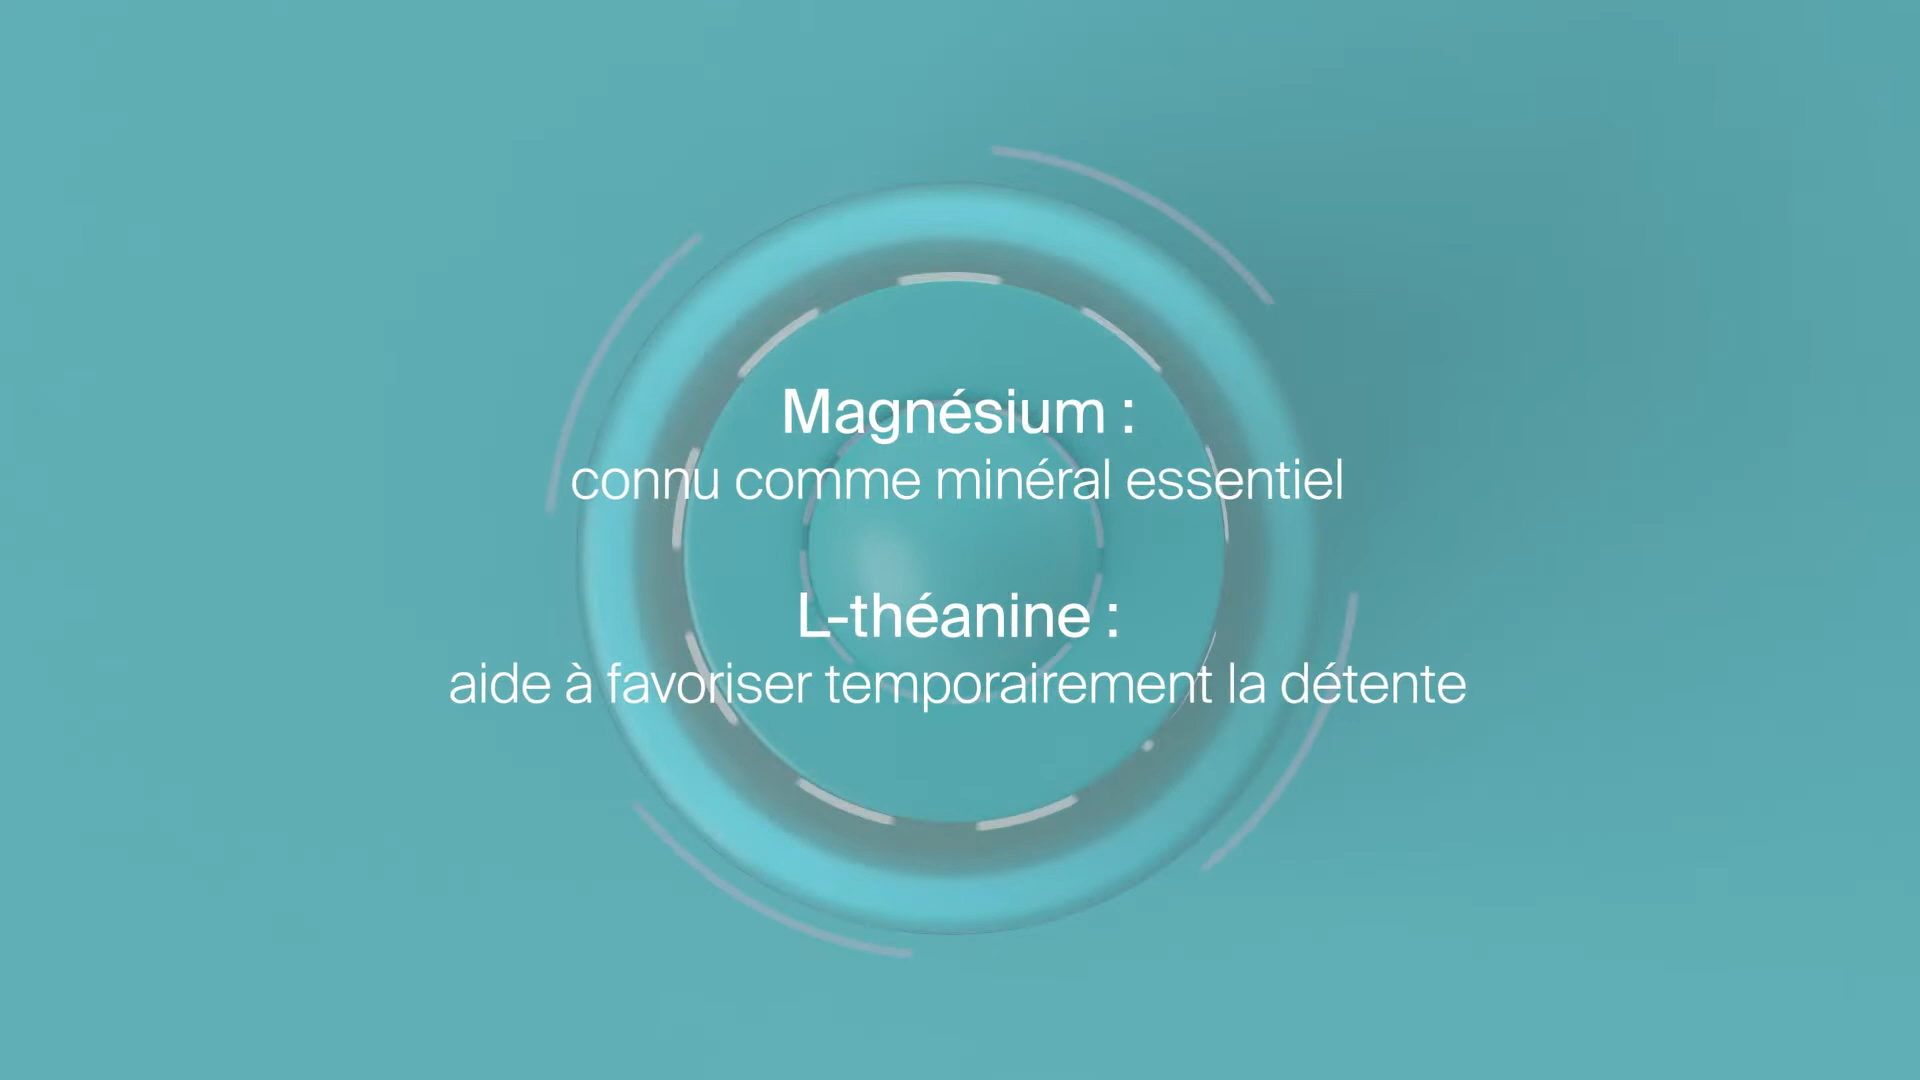 Magnésium :
connu comme minéral essentiel
L-théanine :
aide à favoriser temporairement la détente